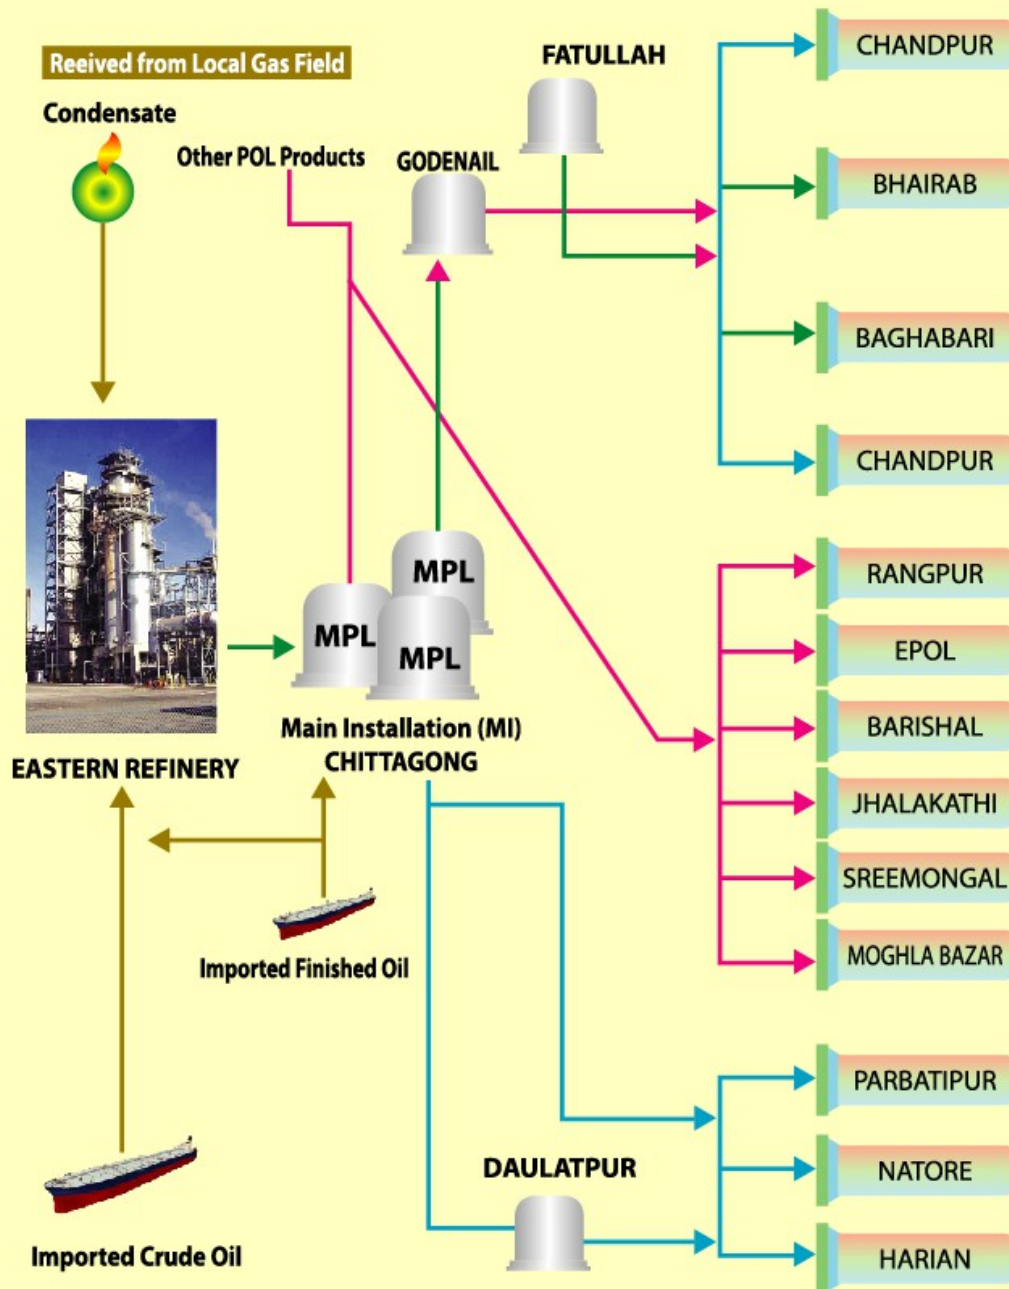 Reeived from Local Gas Field
Condensate
Other POL Products
GODENAIL
FATULLAH
CHANDPUR
BHAIRAB
BAGHABARI
CHANDPUR
MPL
MPL
MPL
Main Installation (MI)
CHITTAGONG
EASTERN REFINERY
RANGPUR
EPOL
BARISHAL
JHALAKATHI
SREEMONGAL
MOGHLA BAZAR
Imported Finished Oil
Imported Crude Oil
DAULATPUR
PARBATIPUR
NATORE
HARIAN